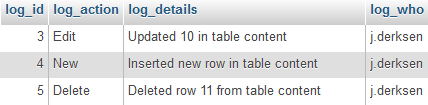 log_id log_action log_details log_who
3 Edit Updated 10 in table content j.derksen
4 New Inserted new row in table content j.derksen
5 Delete Deleted row 11 from table content j.derksen